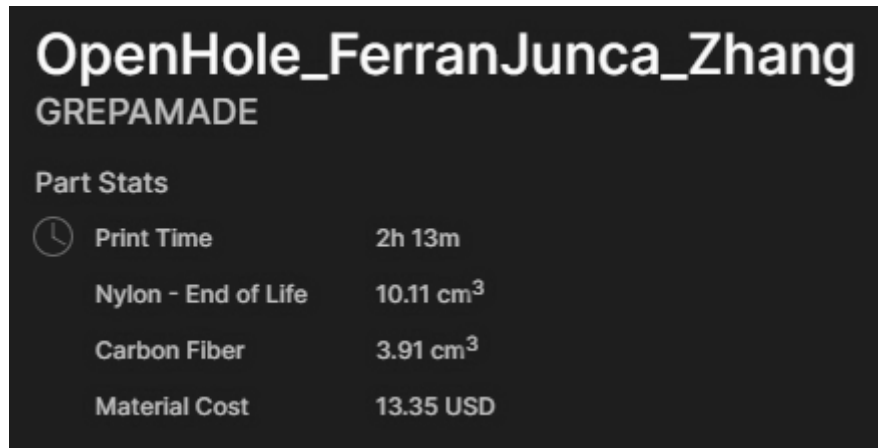 OpenHole_FerranJunca_Zhang
GREPAMADE
Part Stats
Print Time 2h 13m
Nylon - End of Life 10.11 cm³
Carbon Fiber 3.91 cm³
Material Cost 13.35 USD